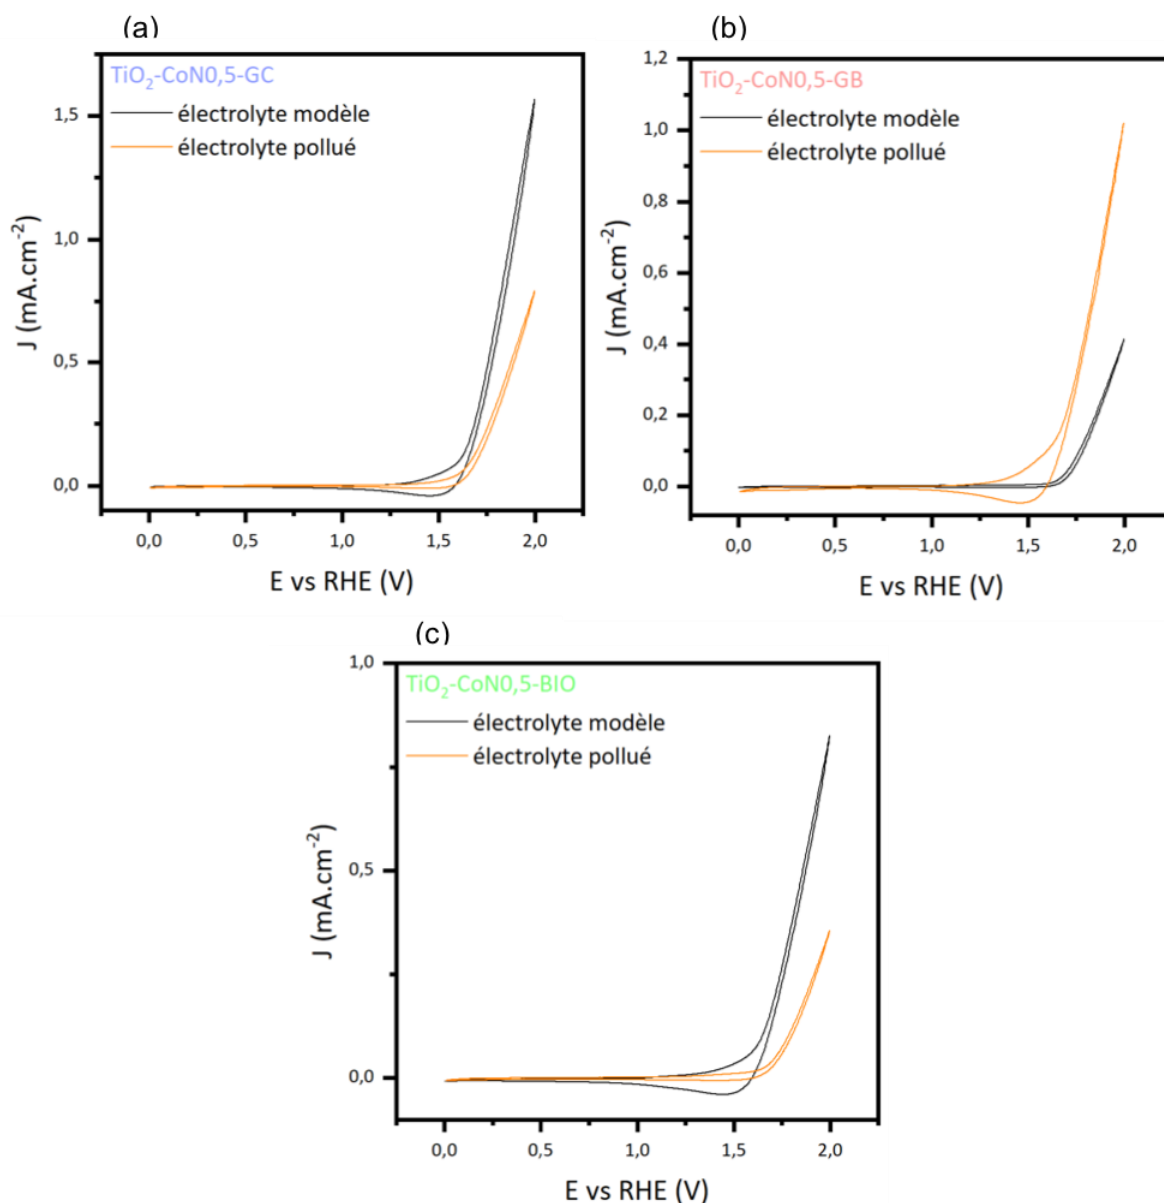 (a)
TiO₂-CoN0,5-GC
électrolyte modèle
électrolyte pollué
1,5
1,0
0,5
0,0
J (mA.cm⁻²)
0,0 0,5 1,0 1,5 2,0
E vs RHE (V)
(b)
TiO₂-CoN0,5-GB
électrolyte modèle
électrolyte pollué
1,2
1,0
0,8
0,6
0,4
0,2
0,0
J (mA.cm⁻²)
0,0 0,5 1,0 1,5 2,0
E vs RHE (V)
(c)
TiO₂-CoN0,5-BIO
électrolyte modèle
électrolyte pollué
1,0
0,5
0,0
J (mA.cm⁻²)
0,0 0,5 1,0 1,5 2,0
E vs RHE (V)